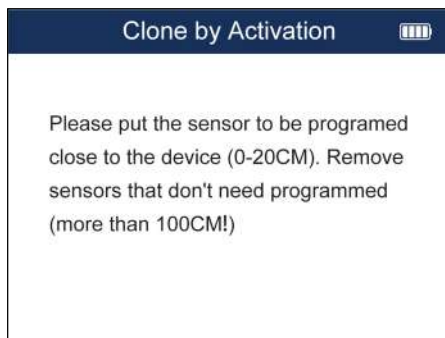 Clone by Activation
Please put the sensor to be programed
close to the device (0-20CM). Remove
sensors that don't need programmed
(more than 100CM!)